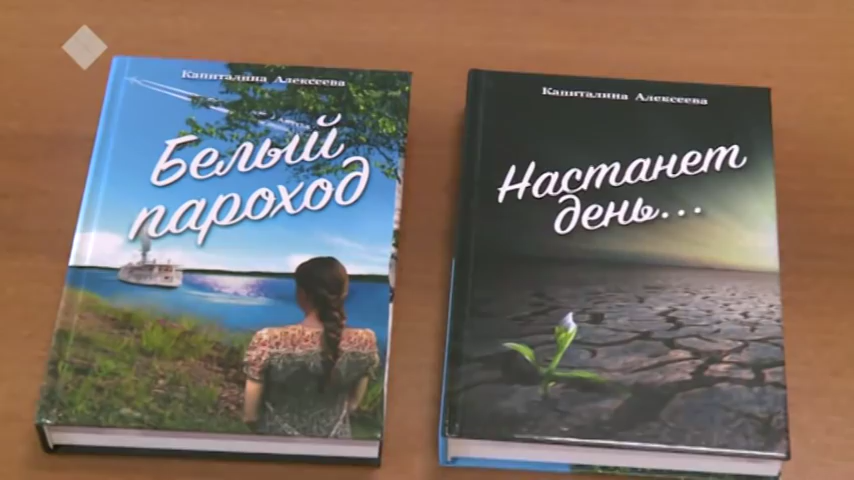 Капиталина Алексеева
Белый
пароход
Капиталина Алексеева
Настанет
день...